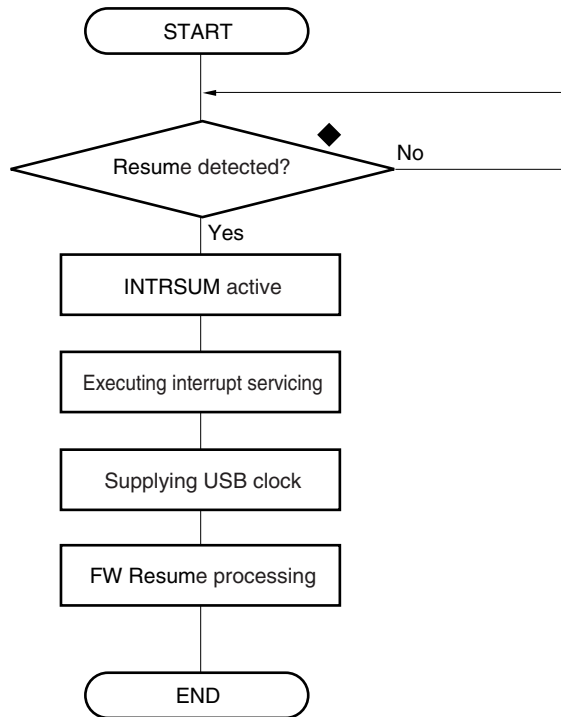 START
Resume detected?
No
Yes
INTRSUM active
Executing interrupt servicing
Supplying USB clock
FW Resume processing
END